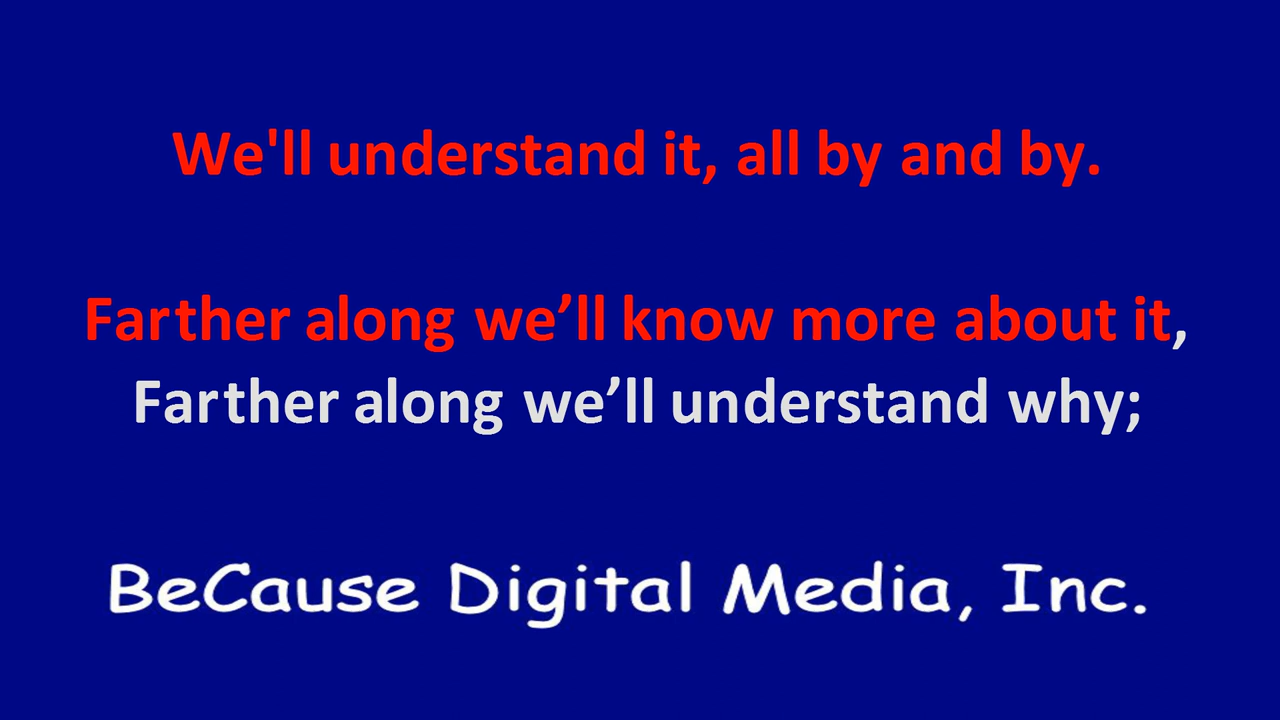 We'll understand it, all by and by.
Farther along we’ll know more about it,
Farther along we’ll understand why;
BeCause Digital Media, Inc.